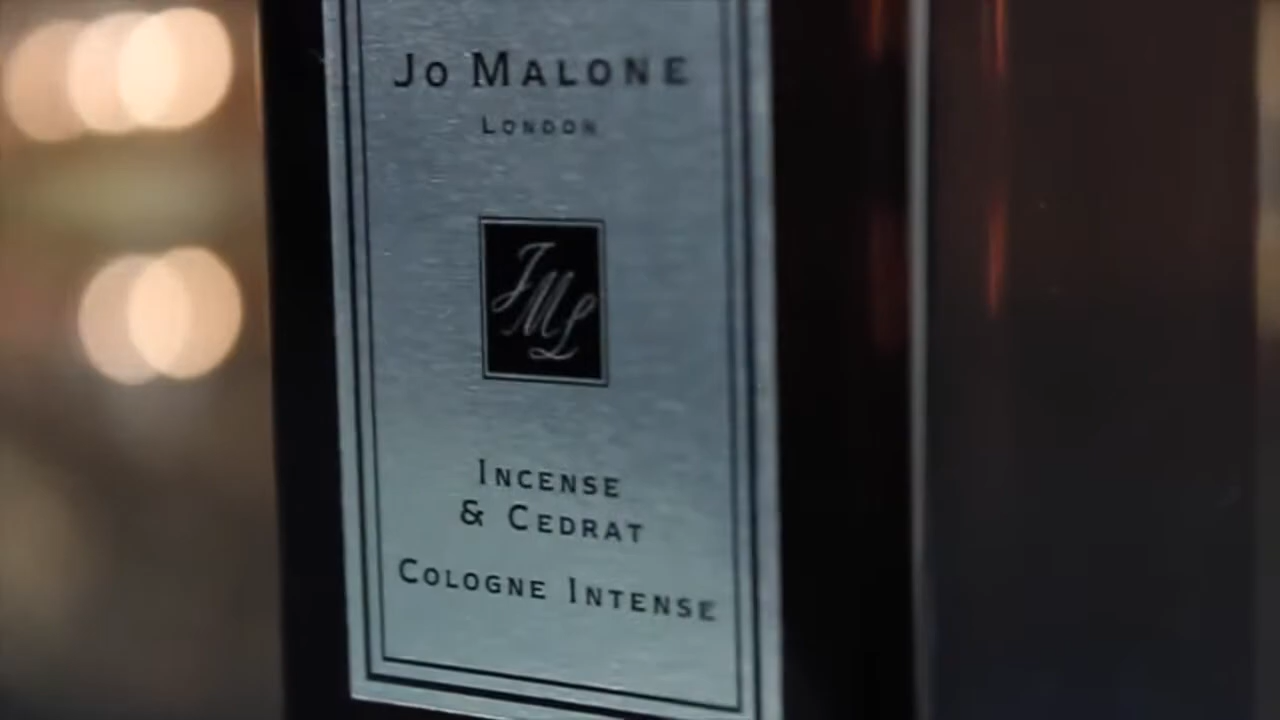 Jo Malone
London
JML
Incense
& Cedrat
Cologne Intense